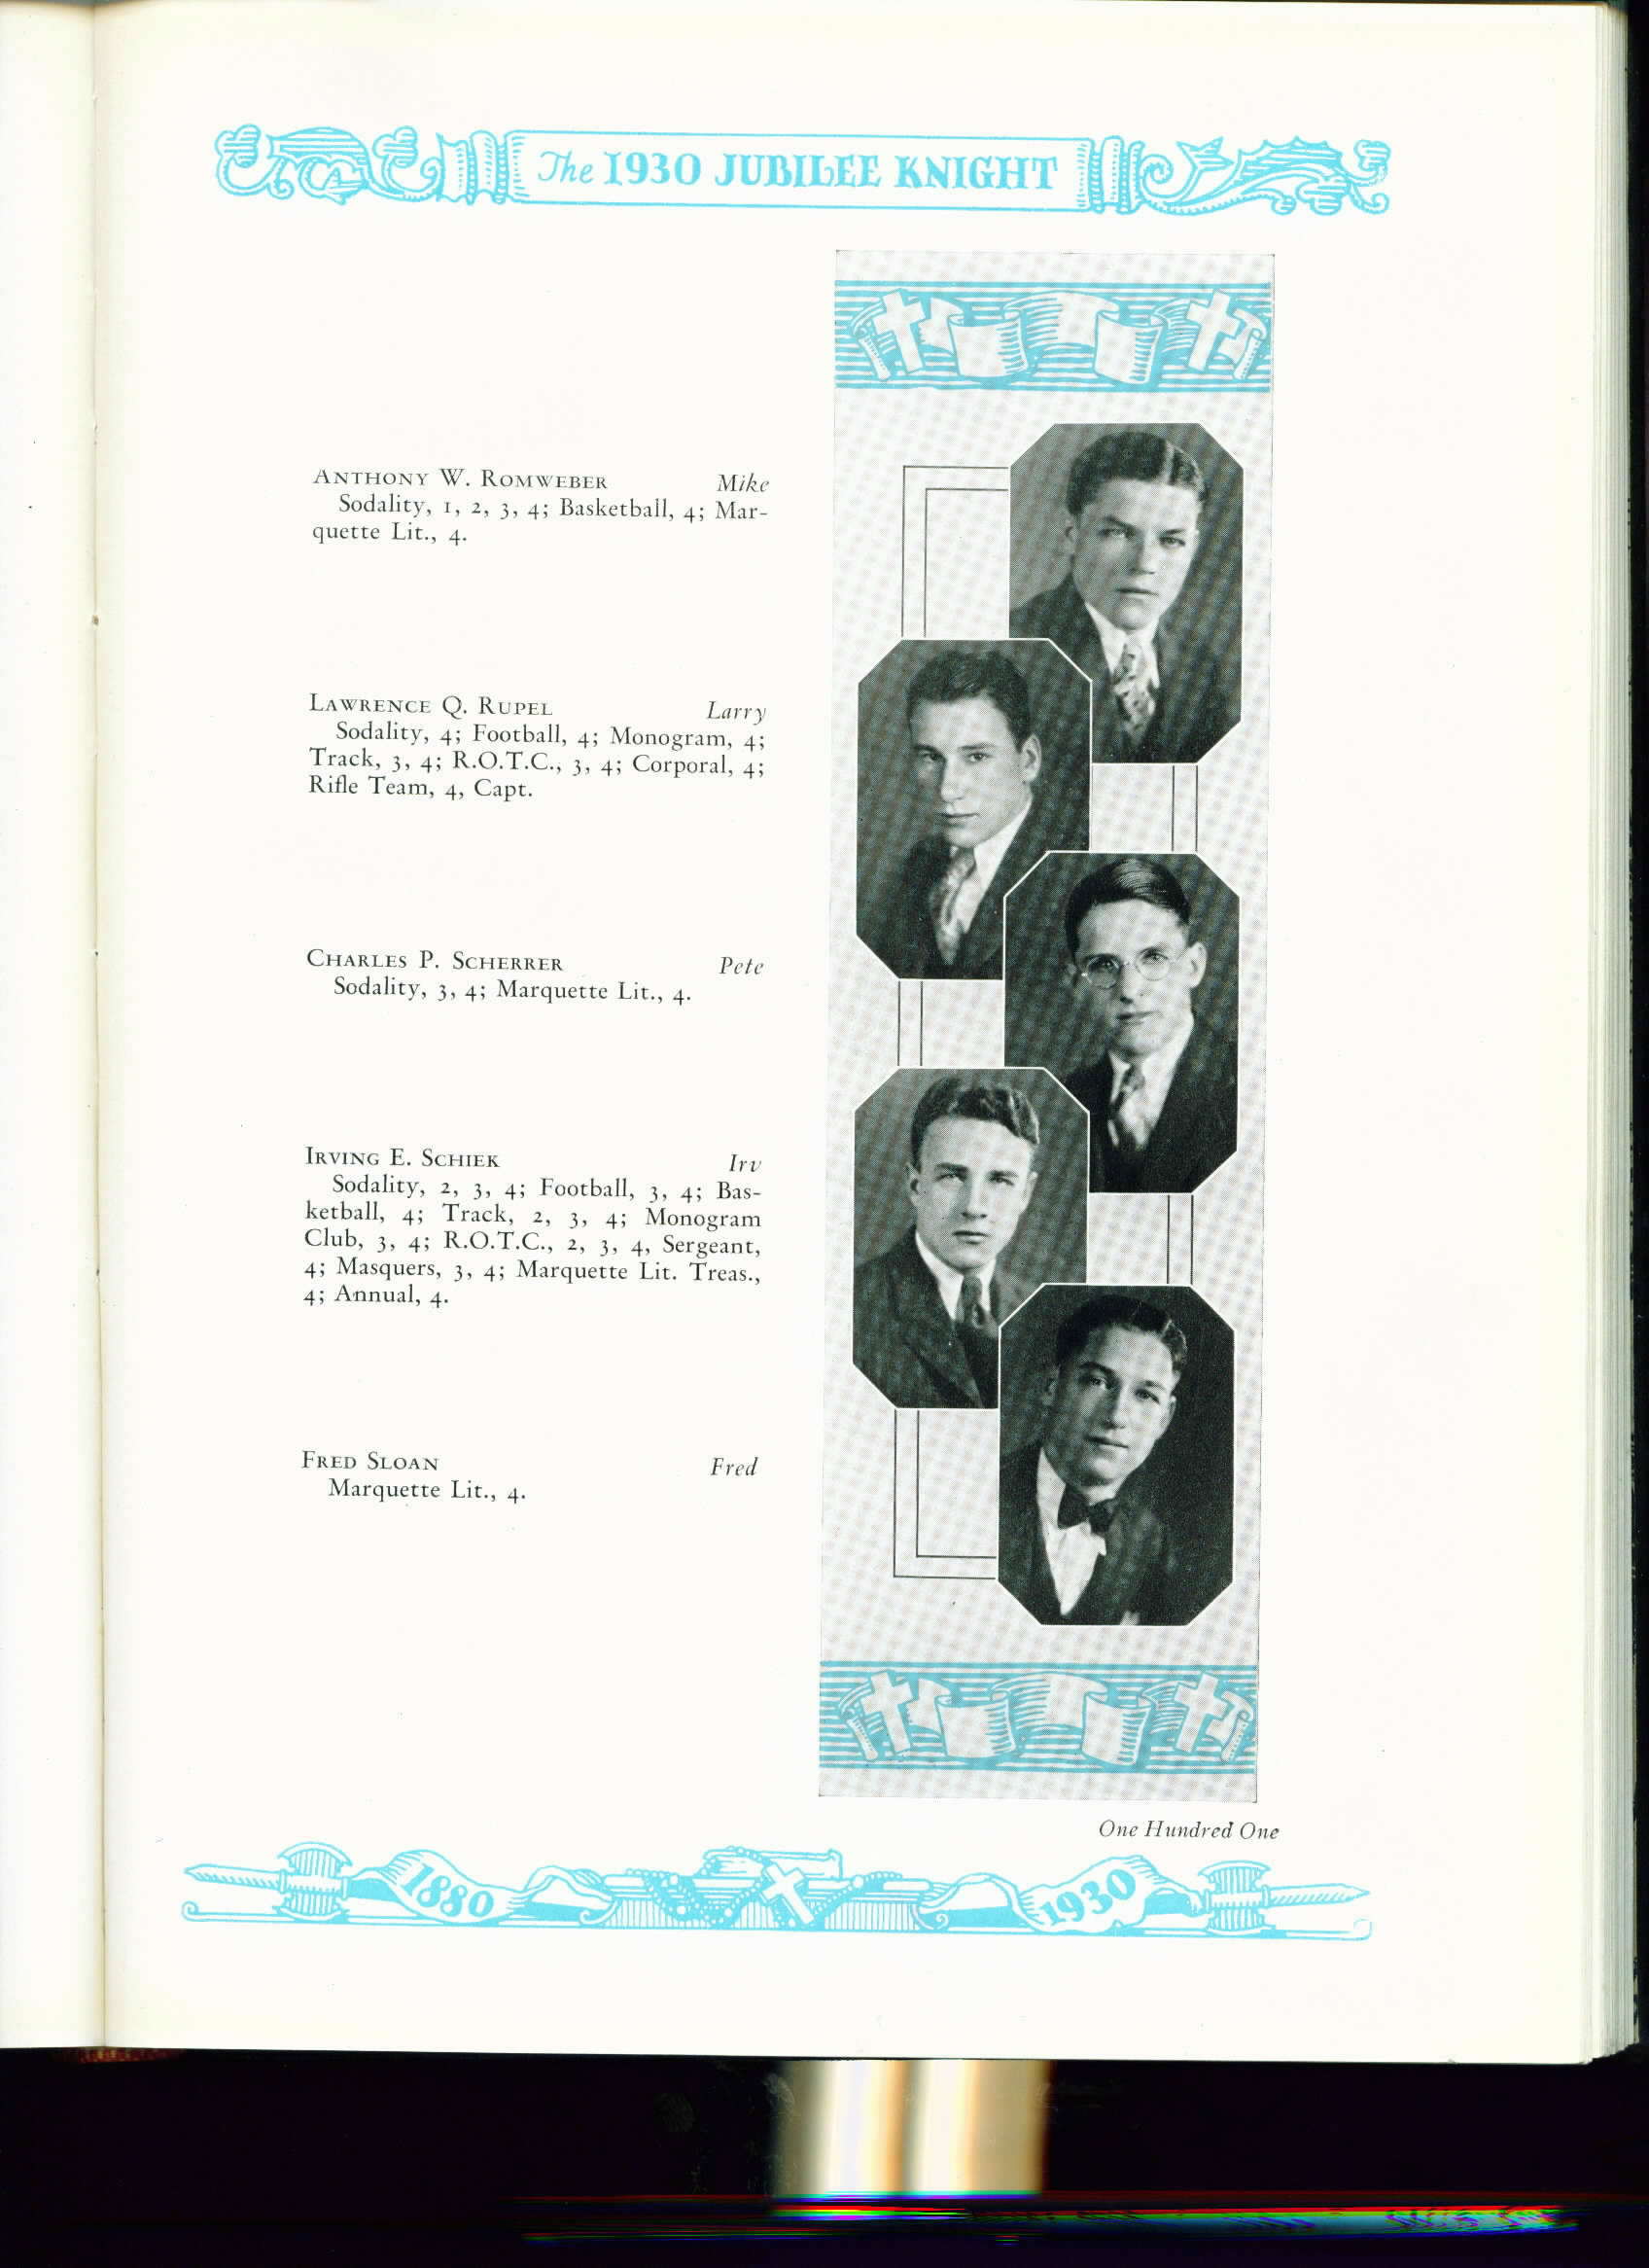 The 1930 JUBILEE KNIGHT
ANTHONY W. ROMWEBER Mike
Sodality, 1, 2, 3, 4; Basketball, 4; Mar-
quette Lit., 4.
LAWRENCE Q. RUPEL Larry
Sodality, 4; Football, 4; Monogram, 4;
Track, 3, 4; R.O.T.C., 3, 4; Corporal, 4;
Rifle Team, 4, Capt.
CHARLES P. SCHERRER Pete
Sodality, 3, 4; Marquette Lit., 4.
IRVING E. SCHIEK Irv
Sodality, 2, 3, 4; Football, 3, 4; Bas-
ketball, 4; Track, 2, 3, 4; Monogram
Club, 3, 4; R.O.T.C., 2, 3, 4, Sergeant,
4; Masquers, 3, 4; Marquette Lit. Treas.,
4; Annual, 4.
FRED SLOAN Fred
Marquette Lit., 4.
One Hundred One
1880 1930